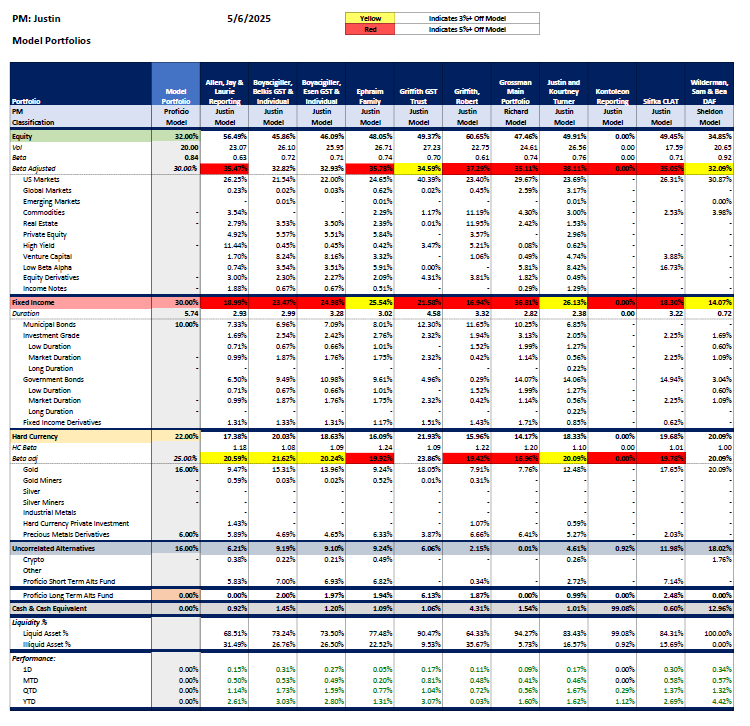 PM: Justin 5/6/2025 Yellow Indicates 3%+ Off Model
Red Indicates 5%+ Off Model
Model Portfolios
Portfolio Model Portfolio Allen, Jay & Laurie Reporting Boyacigiller, Belkis GST & Individual Boyacigiller, Esen GST & Individual Ephraim Family Griffith GST Trust Griffith, Robert Grossman Main Portfolio Justin and Kourtney Turner Kontoleon Reporting Slifka CLAT Wilderman, Sam & Bea DAF
PM Proficio Justin Justin Justin Justin Justin Justin Richard Justin Justin Justin Sheldon
Classification Model Model Model Model Model Model Model Model Model Model Model
Equity 32.00% 56.49% 45.86% 46.09% 48.05% 49.37% 60.65% 47.46% 49.91% 0.00% 49.45% 34.85%
Vol 20.00 23.07 26.10 25.95 26.71 27.23 22.75 24.61 26.56 0.00 17.59 20.65
Beta 0.84 0.63 0.72 0.71 0.74 0.70 0.61 0.74 0.76 0.00 0.71 0.92
Beta Adjusted 30.00% 35.47% 32.82% 32.93% 35.78% 34.59% 37.29% 35.11% 38.11% 0.00% 35.05% 32.09%
US Markets 26.25% 21.54% 22.00% 24.65% 40.39% 23.40% 29.67% 23.69% - 26.31% 30.87%
Global Markets 0.23% 0.02% 0.03% 0.62% 0.02% 0.45% 2.59% 3.17% - - -
Emerging Markets - 0.01% - 0.01% - - - 0.01% - - 0.00%
Commodities - 3.54% - - 2.29% 1.17% 11.19% 4.30% 3.00% - 2.53% 3.98%
Real Estate - 2.79% 3.53% 3.50% 2.39% 0.01% 11.95% 2.42% 1.53% - - -
Private Equity 4.92% 5.57% 5.51% 5.84% - 3.57% - 2.96% - - -
High Yield - 11.44% 0.45% 0.45% 0.42% 3.47% 5.21% 0.08% 0.62% - - -
Venture Capital 1.70% 8.24% 8.16% 3.32% - 1.06% 0.49% 4.74% - 3.88% -
Low Beta Alpha 0.74% 3.54% 3.51% 5.91% 0.00% - 5.81% 8.42% - 16.73% -
Equity Derivatives - 3.00% 2.30% 2.27% 2.09% 4.31% 3.81% 1.82% 0.49% - - -
Income Notes - 1.88% 0.67% 0.67% 0.51% - - 0.29% 1.29% - - -
Fixed Income 30.00% 18.99% 23.47% 24.98% 25.54% 21.58% 16.94% 36.81% 26.13% 0.00% 18.30% 14.07%
Duration 5.74 2.93 2.99 3.28 3.02 4.58 3.32 2.82 2.38 0.00 3.22 0.72
Municipal Bonds 10.00% 7.33% 6.96% 7.09% 8.01% 12.30% 11.65% 10.25% 6.85% - - -
Investment Grade 1.69% 2.54% 2.42% 2.76% 2.32% 1.94% 3.13% 2.05% - 2.25% 1.69%
Low Duration 0.71% 0.67% 0.66% 1.01% - 1.52% 1.99% 1.27% - - 0.60%
Market Duration - 0.99% 1.87% 1.76% 1.75% 2.32% 0.42% 1.14% 0.56% - 2.25% 1.09%
Long Duration - - - - - - - 0.22% - - -
Government Bonds 6.50% 9.49% 10.98% 9.61% 4.96% 0.29% 14.07% 14.06% - 14.94% 3.04%
Low Duration - 0.71% 0.67% 0.66% 1.01% - 1.52% 1.99% 1.27% - - 0.60%
Market Duration - 0.99% 1.87% 1.76% 1.75% 2.32% 0.42% 1.14% 0.56% - 2.25% 1.09%
Long Duration - - - - - - - - 0.22% - - -
Fixed Income Derivatives 1.31% 1.33% 1.31% 1.17% 1.51% 1.43% 1.71% 0.85% - 0.62% -
Hard Currency 22.00% 17.38% 20.03% 18.63% 16.09% 21.93% 15.96% 14.17% 18.33% 0.00% 19.68% 20.09%
HC Beta 1.18 1.08 1.09 1.24 1.09 1.22 1.20 1.10 0.00 1.01 1.00
Beta adj 25.00% 20.59% 21.62% 20.24% 19.92% 23.86% 19.42% 16.96% 20.09% 0.00% 19.78% 20.09%
Gold 16.00% 9.47% 15.31% 13.96% 9.24% 18.05% 7.91% 7.76% 12.48% - 17.65% 20.09%
Gold Miners - 0.59% 0.03% 0.02% 0.52% 0.01% 0.31% - - - - -
Silver - - - - - - - - - - - -
Silver Miners - - - - - - - - - - - -
Industrial Metals - - - - - - - - - - -
Hard Currency Private Investment 1.43% - - - - 1.07% - 0.59% - - -
Precious Metals Derivatives 6.00% 5.89% 4.69% 4.65% 6.33% 3.87% 6.66% 6.41% 5.27% - 2.03% -
Uncorrelated Alternatives 16.00% 6.21% 9.19% 9.10% 9.24% 6.06% 2.15% 0.01% 4.61% 0.92% 11.98% 18.02%
Crypto - 0.38% 0.22% 0.21% 0.49% - - - 0.26% - - 1.76%
Other
Proficio Short Term Alts Fund 5.83% 7.00% 6.93% 6.82% - 0.34% - 2.72% - 7.14% -
Proficio Long Term Alts Fund 0.00% 0.00% 2.00% 1.97% 1.94% 6.13% 1.87% 0.00% 0.99% 0.00% 2.48% 0.00%
Cash & Cash Equivalent 0.00% 0.92% 1.45% 1.20% 1.09% 1.06% 4.31% 1.54% 1.01% 99.08% 0.60% 12.96%
Liquidity %
Liquid Asset % 68.51% 73.24% 73.50% 77.48% 90.47% 64.33% 94.27% 83.43% 99.08% 84.31% 100.00%
Illiquid Asset % 31.49% 26.76% 26.50% 22.52% 9.53% 35.67% 5.73% 16.57% 0.92% 15.69% 0.00%
Performance:
1D 0.00% 0.15% 0.31% 0.27% 0.05% 0.17% 0.11% 0.09% 0.17% 0.00% 0.30% 0.34%
MTD 0.00% 0.50% 0.53% 0.49% 0.20% 0.81% 0.48% 0.41% 0.46% 0.00% 0.58% 0.57%
QTD 0.00% 1.14% 1.73% 1.59% 0.77% 1.04% 0.72% 0.56% 1.67% 0.29% 1.37% 1.32%
YTD 0.00% 2.61% 3.03% 2.80% 1.31% 3.07% 0.03% 1.60% 1.62% 1.12% 2.69% 4.42%